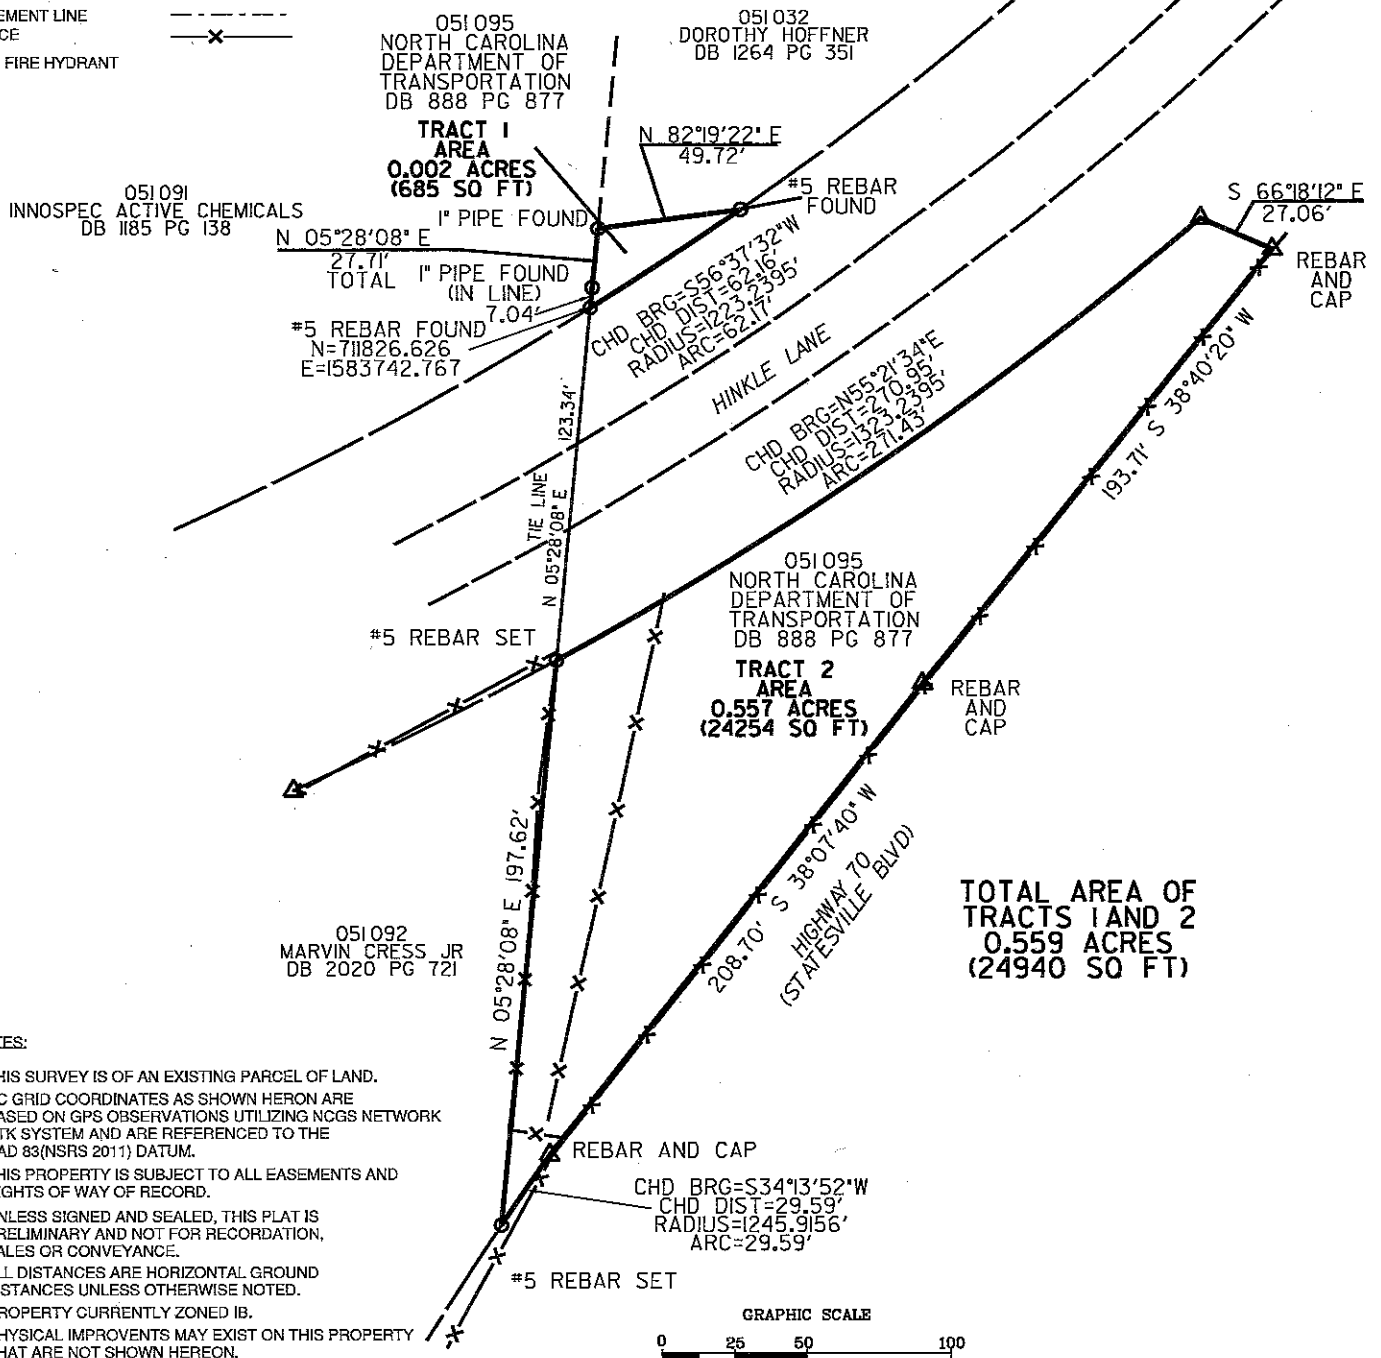 EMENT LINE
CE
FIRE HYDRANT
051095
NORTH CAROLINA
DEPARTMENT OF
TRANSPORTATION
DB 888 PG 877
TRACT 1
AREA
0.002 ACRES
(685 SQ FT)
051032
DOROTHY HOFFNER
DB 1264 PG 351
N 82°19'22" E
49.72'
#5 REBAR
FOUND
051091
INNOSPEC ACTIVE CHEMICALS
DB 1185 PG 138
1" PIPE FOUND
N 05°28'08" E
27.71'
TOTAL
1" PIPE FOUND
(IN LINE)
7.04'
#5 REBAR FOUND
N=711826.626
E=1583742.767
S 66°18'12" E
27.06'
REBAR
AND
CAP
CHD BRG=S56°37'32"W
CHD DIST=62.16'
RADIUS=1223.2395'
ARC=62.17'
HINKLE LANE
CHD BRG=N55°21'34"E
CHD DIST=270.95'
RADIUS=1323.2395'
ARC=271.43'
193.71' S 38°40'20" W
TIE LINE
N 05°28'08" E 123.34'
#5 REBAR SET
051095
NORTH CAROLINA
DEPARTMENT OF
TRANSPORTATION
DB 888 PG 877
TRACT 2
AREA
0.557 ACRES
(24254 SQ FT)
REBAR
AND
CAP
208.70' S 38°07'40" W
HIGHWAY 70
(STATESVILLE BLVD)
N 05°28'08" E 197.62'
051092
MARVIN CRESS JR
DB 2020 PG 721
TOTAL AREA OF
TRACTS 1 AND 2
0.559 ACRES
(24940 SQ FT)
REBAR AND CAP
CHD BRG=S34°13'52"W
CHD DIST=29.59'
RADIUS=1245.9156'
ARC=29.59'
#5 REBAR SET
TES:
HIS SURVEY IS OF AN EXISTING PARCEL OF LAND.
C GRID COORDINATES AS SHOWN HERON ARE
ASED ON GPS OBSERVATIONS UTILIZING NCGS NETWORK
TK SYSTEM AND ARE REFERENCED TO THE
AD 83(NSRS 2011) DATUM.
HIS PROPERTY IS SUBJECT TO ALL EASEMENTS AND
IGHTS OF WAY OF RECORD.
NLESS SIGNED AND SEALED, THIS PLAT IS
RELIMINARY AND NOT FOR RECORDATION,
ALES OR CONVEYANCE.
LL DISTANCES ARE HORIZONTAL GROUND
ISTANCES UNLESS OTHERWISE NOTED.
ROPERTY CURRENTLY ZONED IB.
HYSICAL IMPROVENTS MAY EXIST ON THIS PROPERTY
HAT ARE NOT SHOWN HEREON.
GRAPHIC SCALE
0 25 50 100